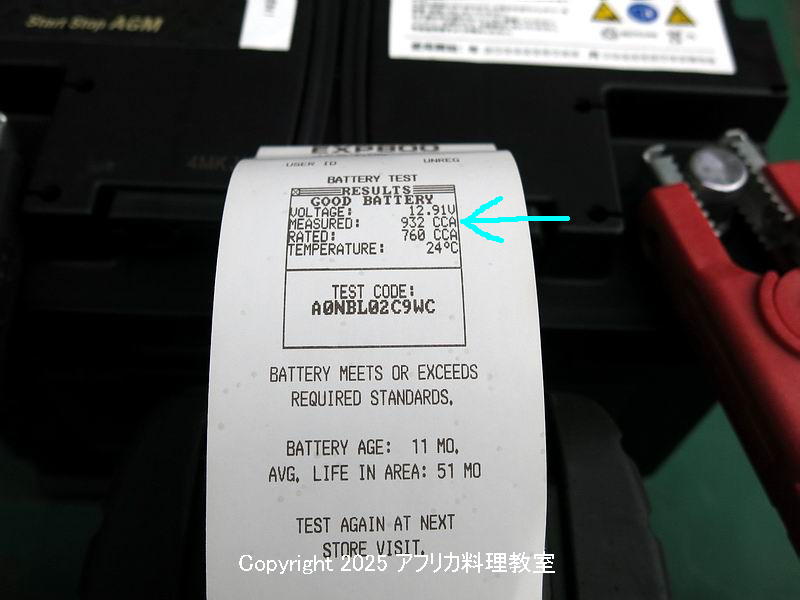 Start Stop AGM
4MK
EXP800
USER ID UNREG
BATTERY TEST
RESULTS
GOOD BATTERY
VOLTAGE: 12.91V
MEASURED: 932 CCA
RATED: 760 CCA
TEMPERATURE: 24°C
TEST CODE:
A0NBL02C9WC
BATTERY MEETS OR EXCEEDS
REQUIRED STANDARDS.
BATTERY AGE: 11 MO.
AVG. LIFE IN AREA: 51 MO
TEST AGAIN AT NEXT
STORE VISIT.
Copyright 2025 アフリカ料理教室